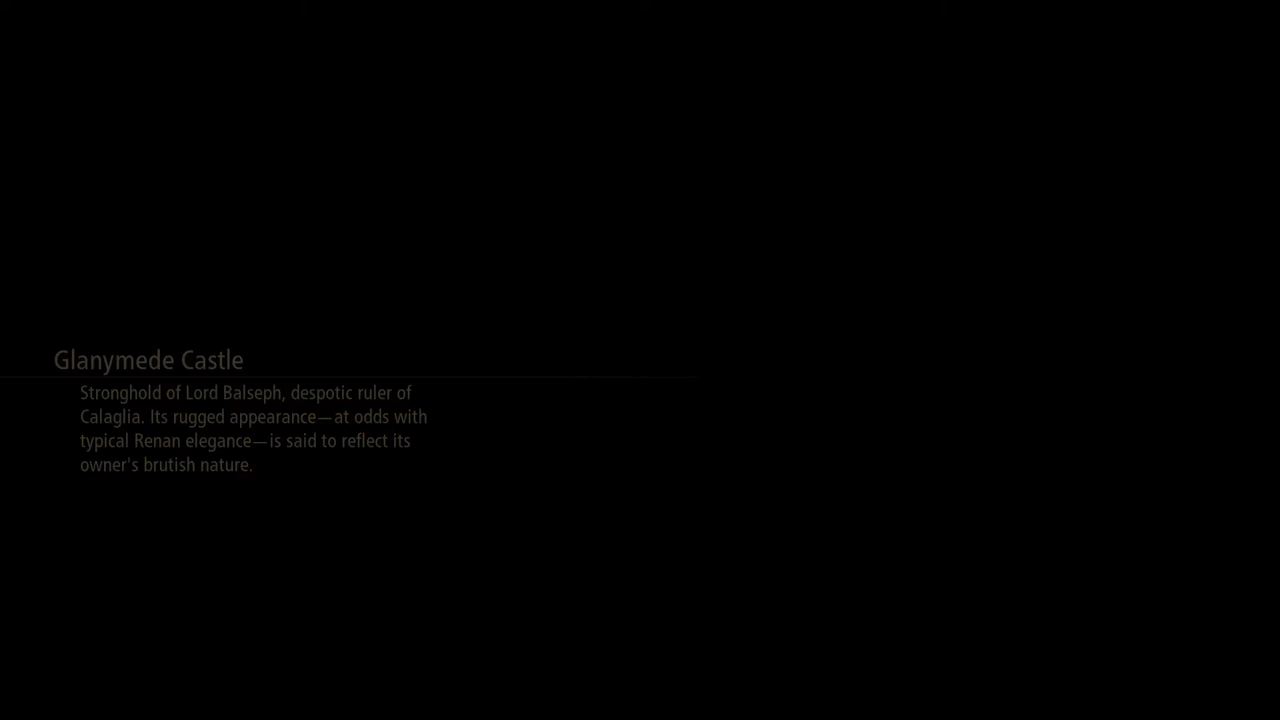 Glanymede Castle
Stronghold of Lord Balseph, despotic ruler of
Calaglia. Its rugged appearance—at odds with
typical Renan elegance—is said to reflect its
owner's brutish nature.